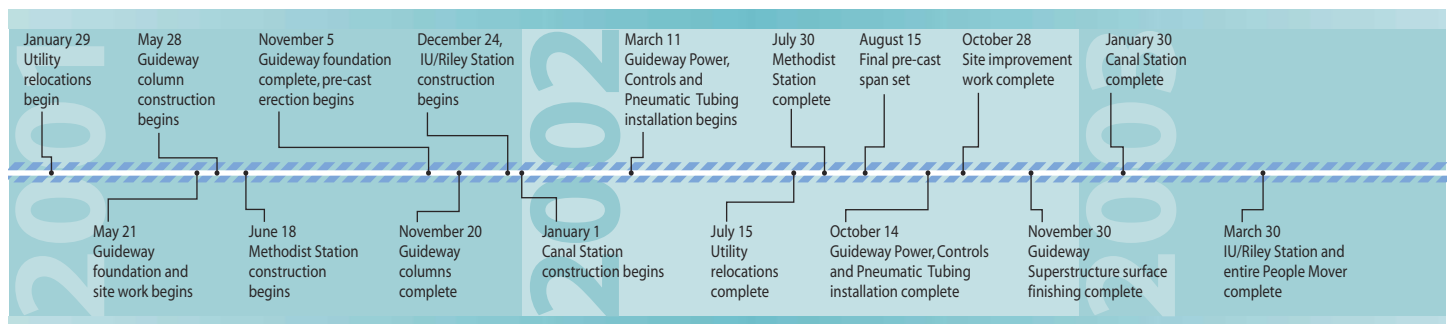 2001
January 29
Utility
relocations
begin
May 28
Guideway
column
construction
begins
November 5
Guideway foundation
complete, pre-cast
erection begins
December 24,
IU/Riley Station
construction
begins
2002
March 11
Guideway Power,
Controls and
Pneumatic Tubing
installation begins
July 30
Methodist
Station
complete
August 15
Final pre-cast
span set
October 28
Site improvement
work complete
2003
January 30
Canal Station
complete
May 21
Guideway
foundation and
site work begins
June 18
Methodist Station
construction
begins
November 20
Guideway
columns
complete
January 1
Canal Station
construction begins
July 15
Utility
relocations
complete
October 14
Guideway Power, Controls
and Pneumatic Tubing
installation complete
November 30
Guideway
Superstructure surface
finishing complete
March 30
IU/Riley Station and
entire People Mover
complete